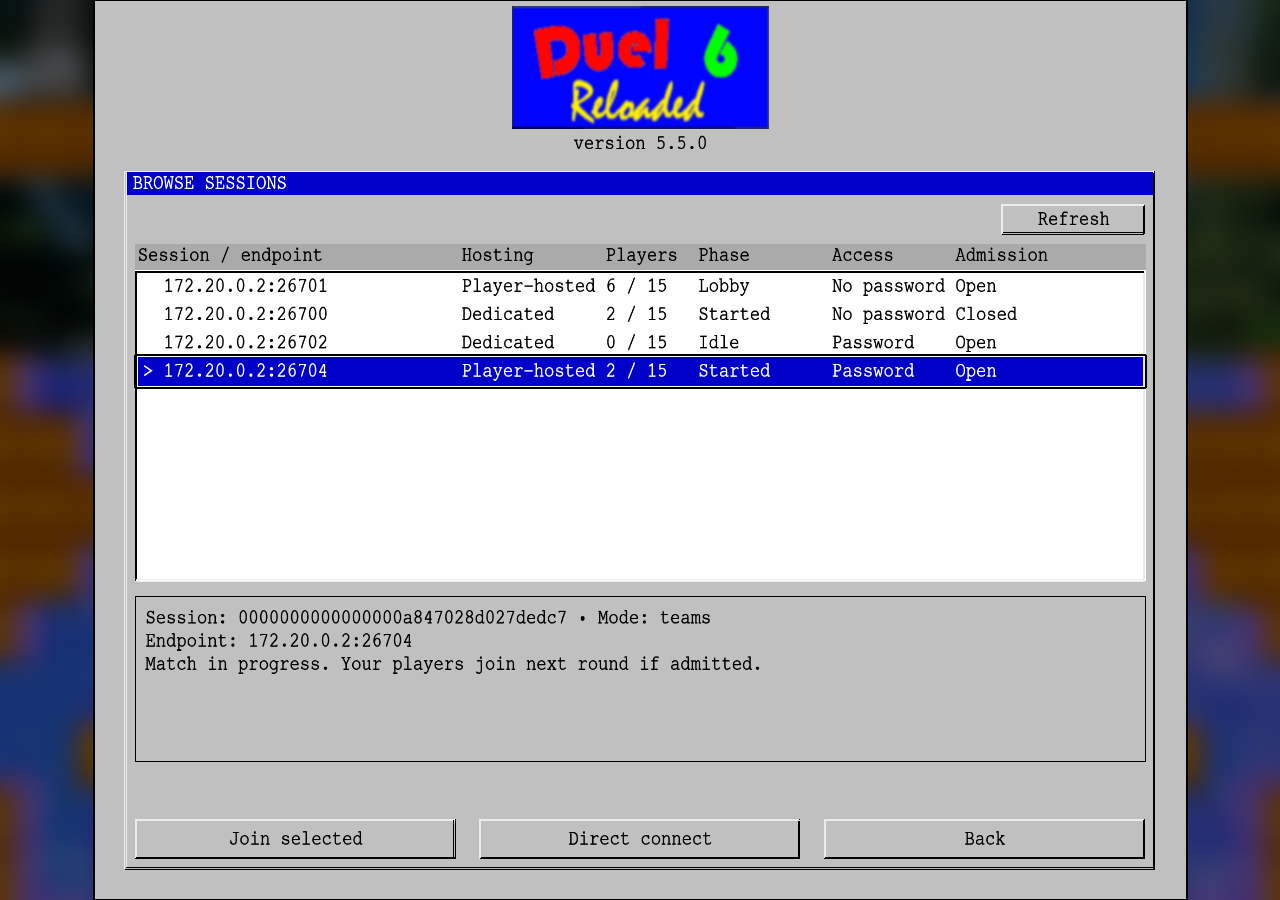 Duel 6
Reloaded
version 5.5.0
BROWSE SESSIONS
Refresh
Session / endpoint Hosting Players Phase Access Admission
172.20.0.2:26701 Player-hosted 6 / 15 Lobby No password Open
172.20.0.2:26700 Dedicated 2 / 15 Started No password Closed
172.20.0.2:26702 Dedicated 0 / 15 Idle Password Open
> 172.20.0.2:26704 Player-hosted 2 / 15 Started Password Open
Session: 0000000000000000a847028d027dedc7 • Mode: teams
Endpoint: 172.20.0.2:26704
Match in progress. Your players join next round if admitted.
Join selected Direct connect Back